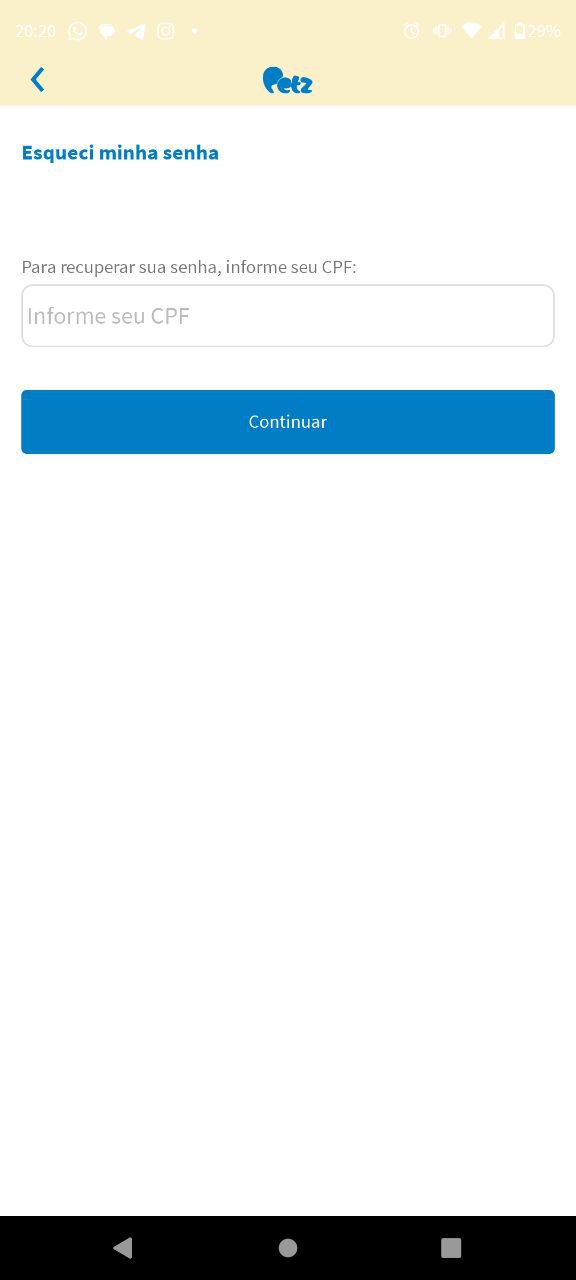 20:20
29%
Petz
Esqueci minha senha
Para recuperar sua senha, informe seu CPF:
Informe seu CPF
Continuar